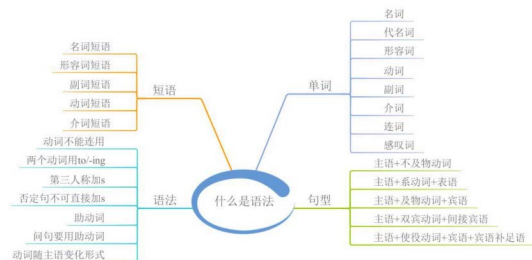 什么是语法
单词
名词
代名词
形容词
动词
副词
介词
连词
感叹词
句型
主语+不及物动词
主语+系动词+表语
主语+及物动词+宾语
主语+双宾动词+间接宾语
主语+使役动词+宾语+宾语补足语
短语
名词短语
形容词短语
副词短语
动词短语
介词短语
语法
动词不能连用
两个动词用to/-ing
第三人称加s
否定句不可直接加s
助动词
问句要用助动词
动词随主语变化形式